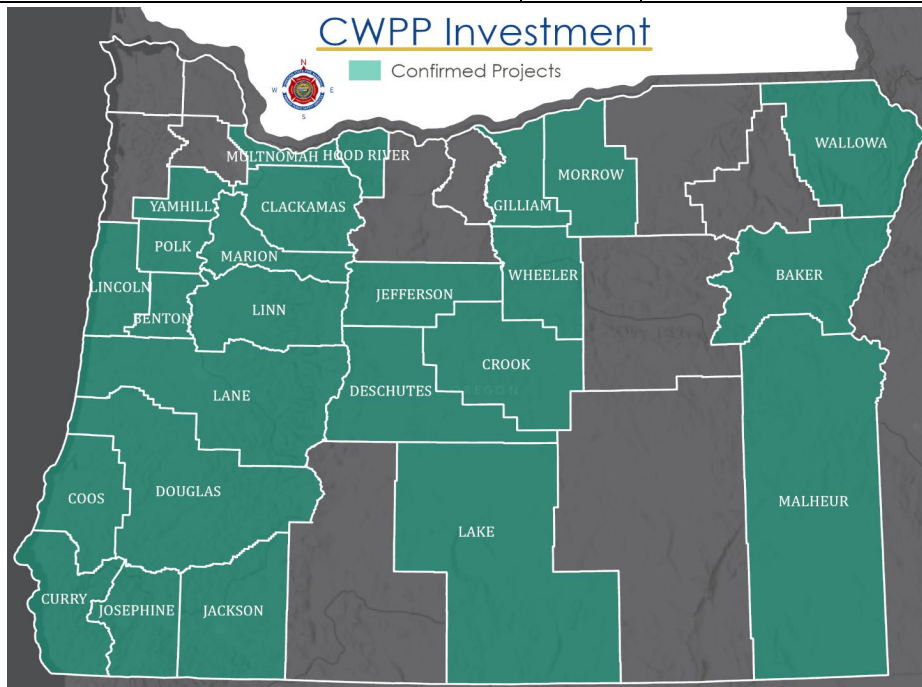 CWPP Investment
Confirmed Projects
N
W E
S
WALLOWA
MULTNOMAH HOOD RIVER
MORROW
YAMHILL
CLACKAMAS
GILLIAM
POLK
MARION
WHEELER
BAKER
LINCOLN
JEFFERSON
BENTON
LINN
CROOK
LANE
DESCHUTES
OREGON
COOS
DOUGLAS
MALHEUR
LAKE
CURRY
JOSEPHINE
JACKSON